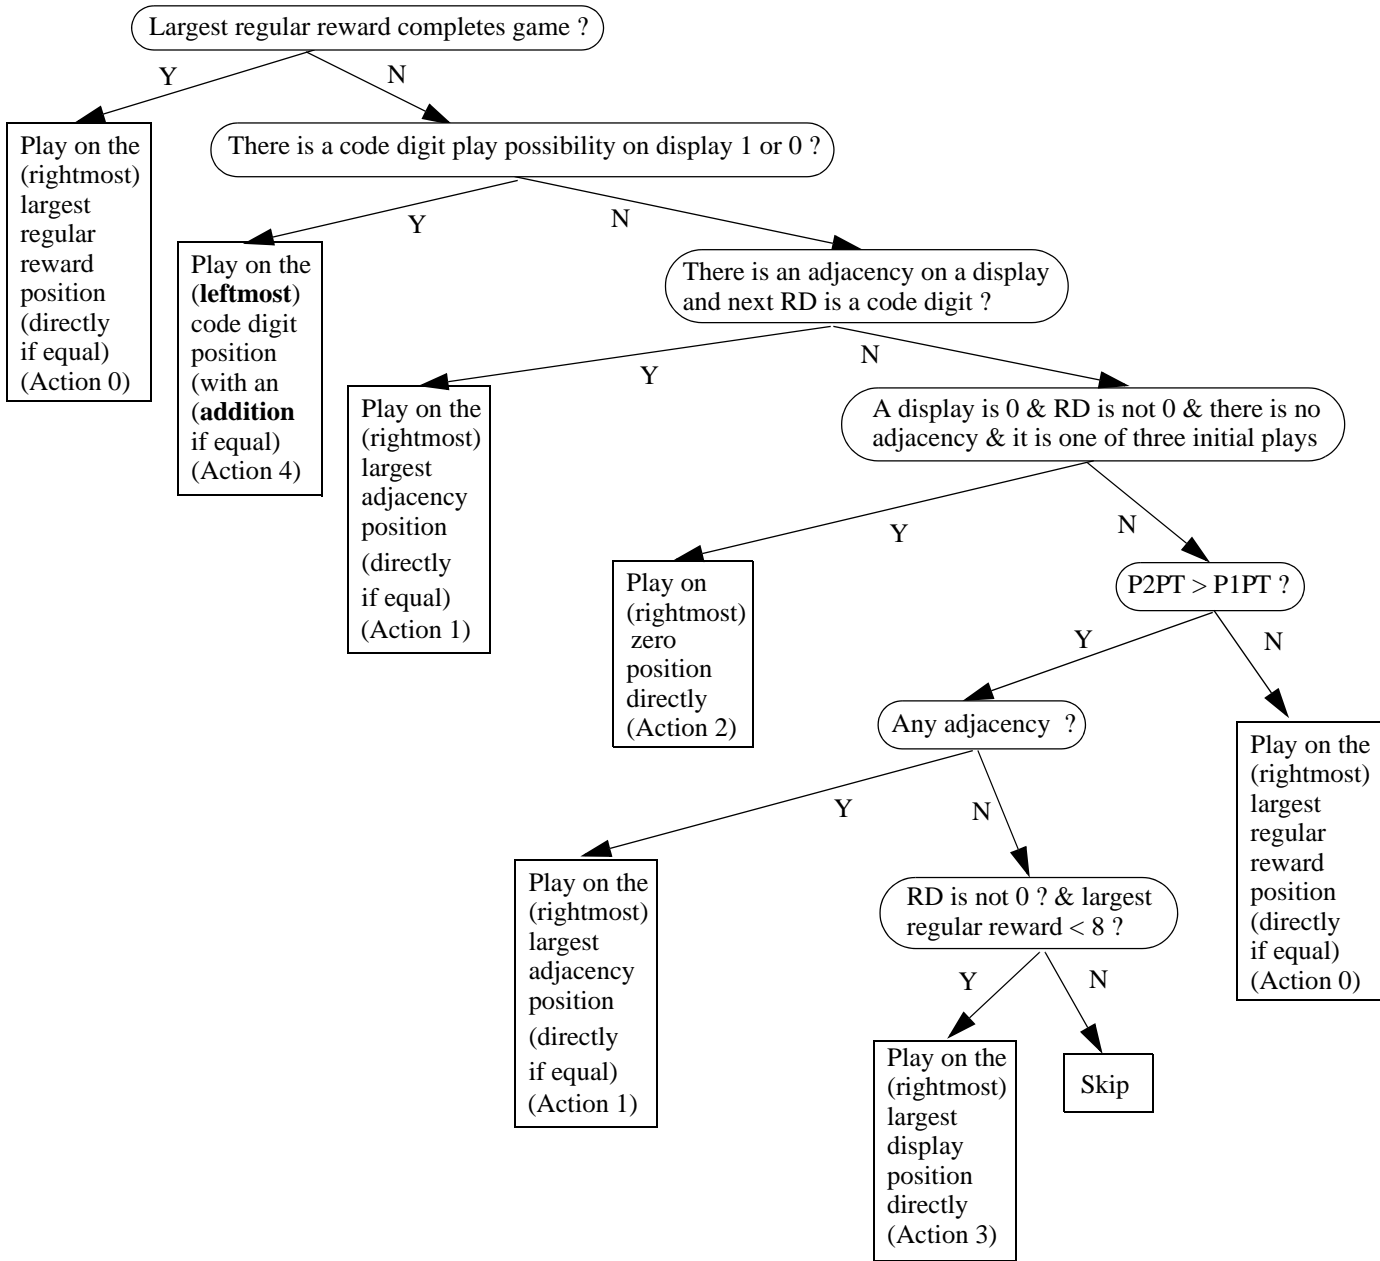 Largest regular reward completes game ?
Y
N
Play on the
(rightmost)
largest
regular
reward
position
(directly
if equal)
(Action 0)
There is a code digit play possibility on display 1 or 0 ?
Y
N
Play on the
(leftmost)
code digit
position
(with an
(addition
if equal)
(Action 4)
There is an adjacency on a display
and next RD is a code digit ?
Y
N
Play on the
(rightmost)
largest
adjacency
position
(directly
if equal)
(Action 1)
A display is 0 & RD is not 0 & there is no
adjacency & it is one of three initial plays
Y
N
Play on
(rightmost)
zero
position
directly
(Action 2)
P2PT > P1PT ?
Y
N
Any adjacency ?
Y
N
Play on the
(rightmost)
largest
regular
reward
position
(directly
if equal)
(Action 0)
Play on the
(rightmost)
largest
adjacency
position
(directly
if equal)
(Action 1)
RD is not 0 ? & largest
regular reward < 8 ?
Y
N
Play on the
(rightmost)
largest
display
position
directly
(Action 3)
Skip